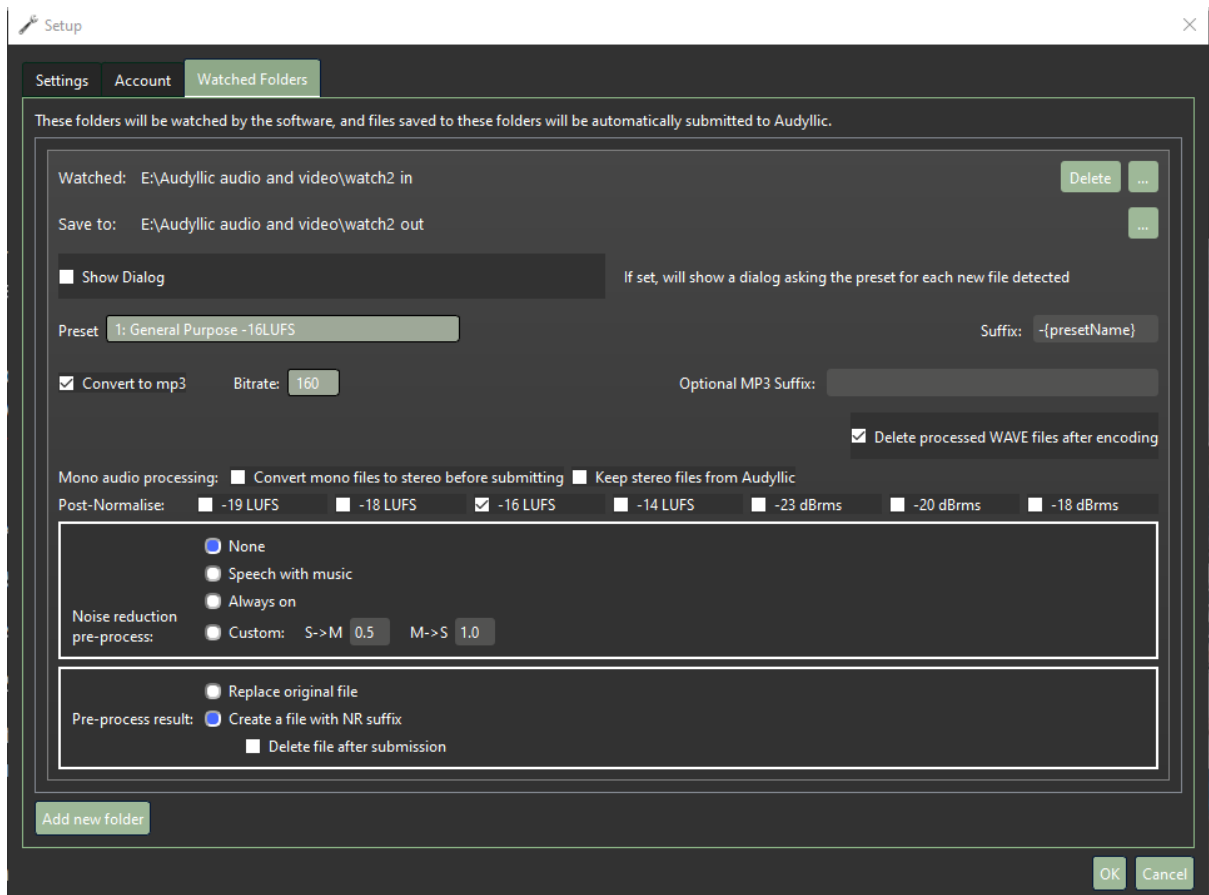 Setup
Settings Account Watched Folders
These folders will be watched by the software, and files saved to these folders will be automatically submitted to Audyllic.
Watched: E:\Audyllic audio and video\watch2 in Delete ...
Save to: E:\Audyllic audio and video\watch2 out ...
Show Dialog If set, will show a dialog asking the preset for each new file detected
Preset 1: General Purpose -16LUFS Suffix: -{presetName}
Convert to mp3 Bitrate: 160 Optional MP3 Suffix:
Delete processed WAVE files after encoding
Mono audio processing: Convert mono files to stereo before submitting Keep stereo files from Audyllic
Post-Normalise: -19 LUFS -18 LUFS -16 LUFS -14 LUFS -23 dBrms -20 dBrms -18 dBrms
None
Speech with music
Always on
Noise reduction
pre-process:
Custom: S->M 0.5 M->S 1.0
Replace original file
Pre-process result: Create a file with NR suffix
Delete file after submission
Add new folder
OK Cancel